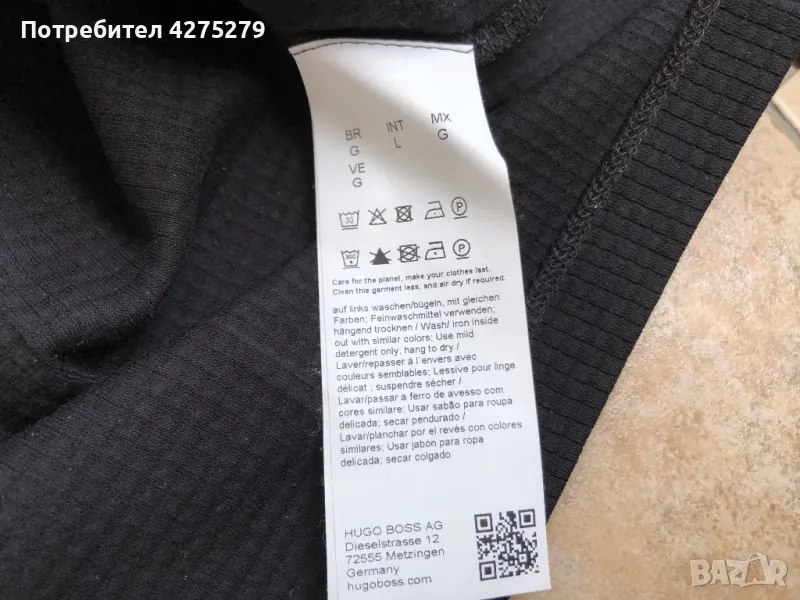 Потребител 4275279
BR INT MX
G L G
VE
G
30
30C
Care for the planet, make your clothes last.
Clean this garment less, and air dry if required.
auf links waschen/bügeln, mit gleichen
Farben; Feinwaschmittel verwenden;
hängend trocknen / Wash/ iron inside
out with similar colors; Use mild
detergent only; hang to dry /
Laver/repasser à l'envers avec
couleurs semblables; Lessive pour linge
délicat ; suspendre sécher /
Lavar/passar a ferro de avesso com
cores similare; Usar sabão para roupa
delicada; secar pendurado /
Lavar/planchar por el revés con colores
similares; Usar jabón para ropa
delicada; secar colgado
HUGO BOSS AG
Dieselstrasse 12
72555 Metzingen
Germany
hugoboss.com
BAZAR